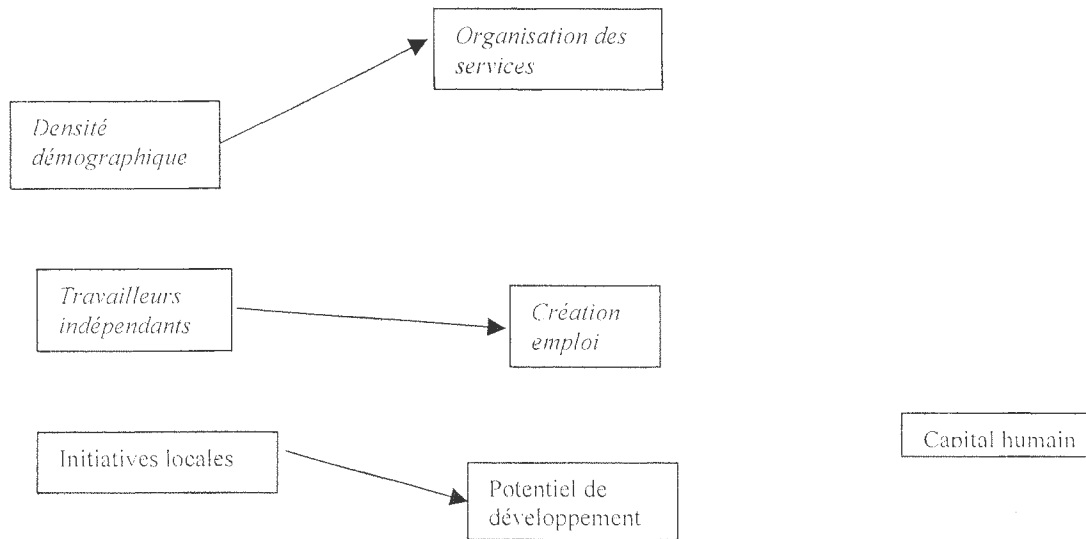 Organisation des
services
Densité
démographique
Travailleurs
indépendants
Création
emploi
Capital humain
Initiatives locales
Potentiel de
développement